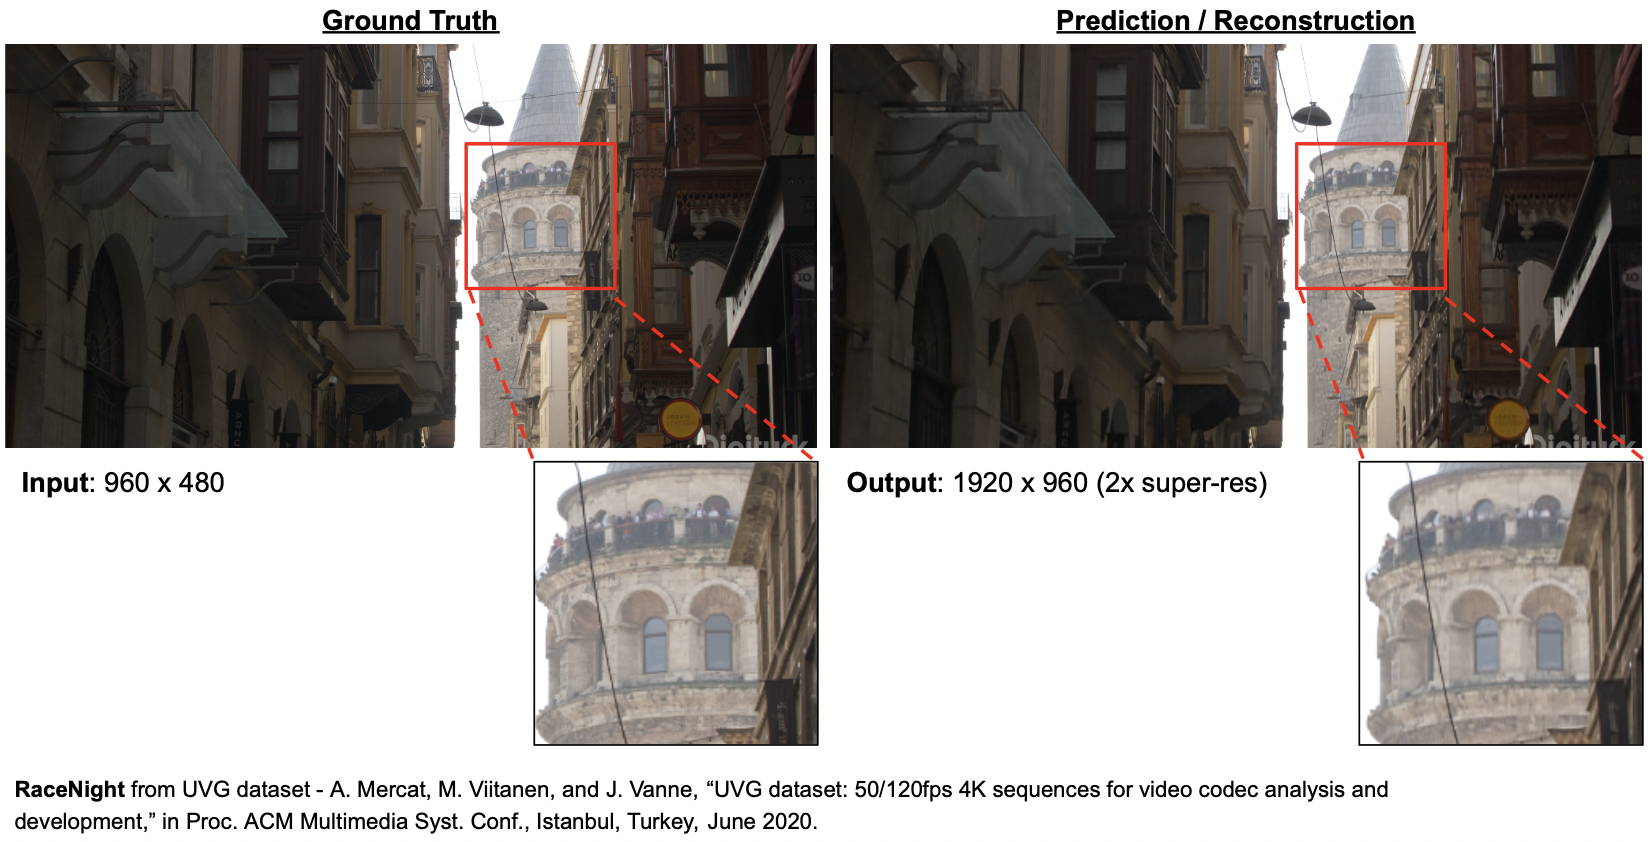 Ground Truth
Prediction / Reconstruction
Digiturk
Digiturk
Input: 960 x 480
Output: 1920 x 960 (2x super-res)
RaceNight from UVG dataset - A. Mercat, M. Viitanen, and J. Vanne, “UVG dataset: 50/120fps 4K sequences for video codec analysis and
development,” in Proc. ACM Multimedia Syst. Conf., Istanbul, Turkey, June 2020.